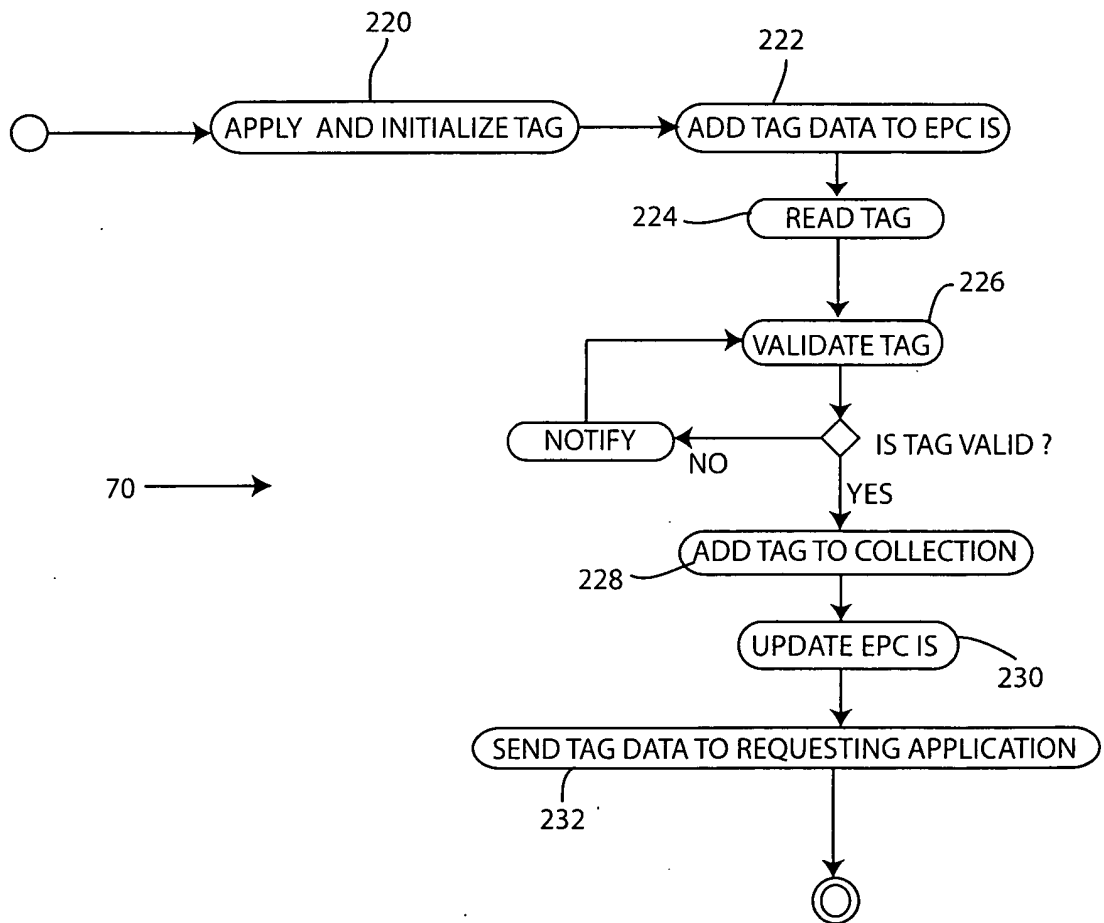 220
222
APPLY AND INITIALIZE TAG
ADD TAG DATA TO EPC IS
224
READ TAG
226
VALIDATE TAG
NOTIFY
NO
IS TAG VALID ?
70
YES
ADD TAG TO COLLECTION
228
UPDATE EPC IS
230
SEND TAG DATA TO REQUESTING APPLICATION
232